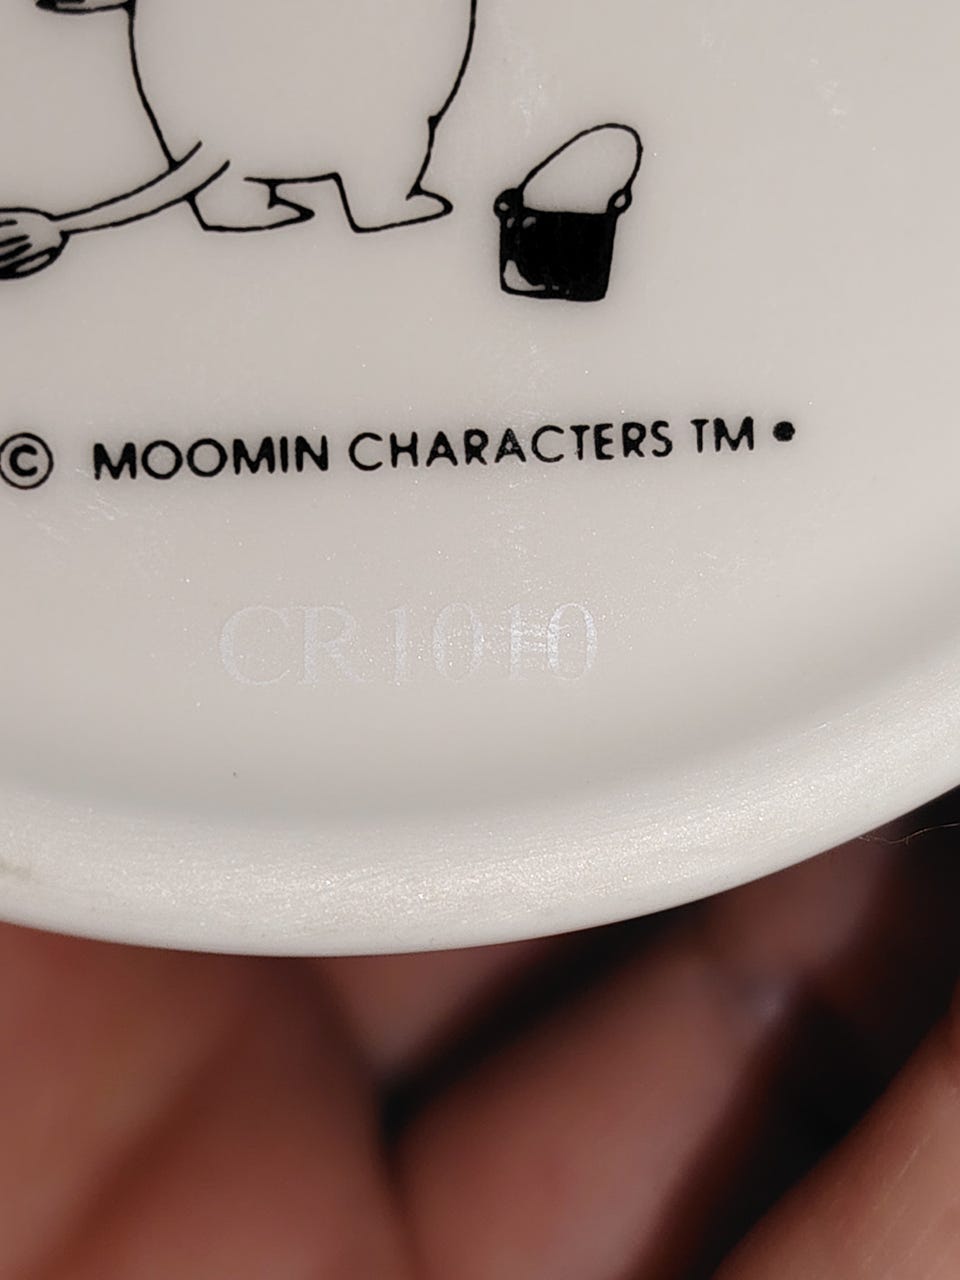 © MOOMIN CHARACTERS TM •
CR1010